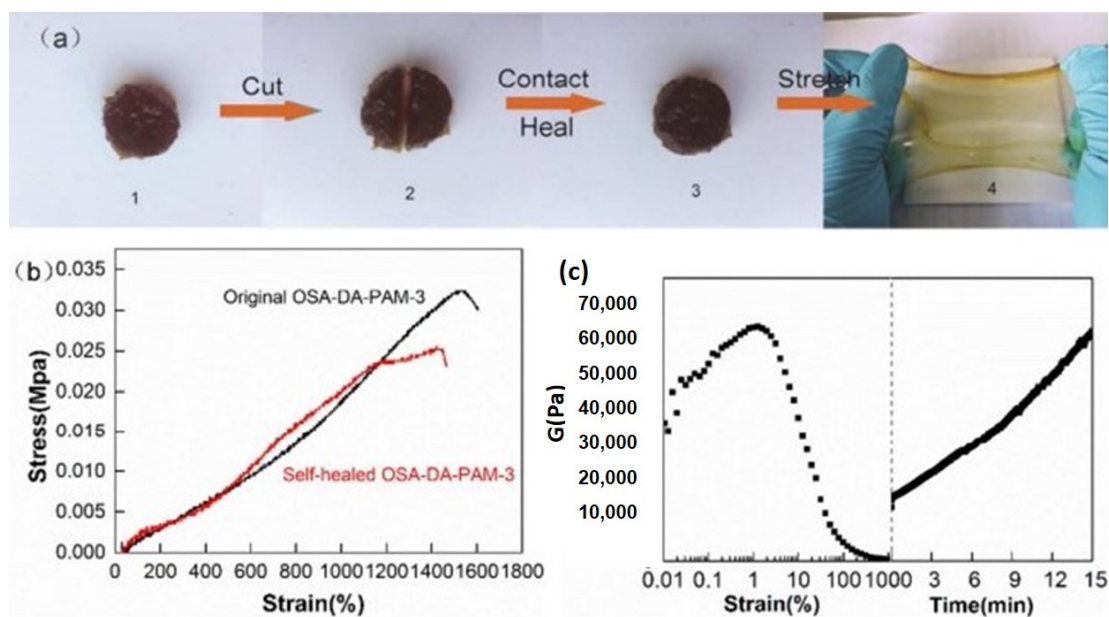 （a）
Cut
Contact
Heal
Stretch
1
2
3
4
（b）
0.035
0.030
0.025
0.020
0.015
0.010
0.005
0.000
Stress(Mpa)
Original OSA-DA-PAM-3
Self-healed OSA-DA-PAM-3
0 200 400 600 800 1000 1200 1400 1600 1800
Strain(%)
(c)
70,000
60,000
50,000
40,000
30,000
20,000
10,000
G(Pa)
0.01 0.1 1 10 100 1000 3 6 9 12 15
Strain(%) Time(min)